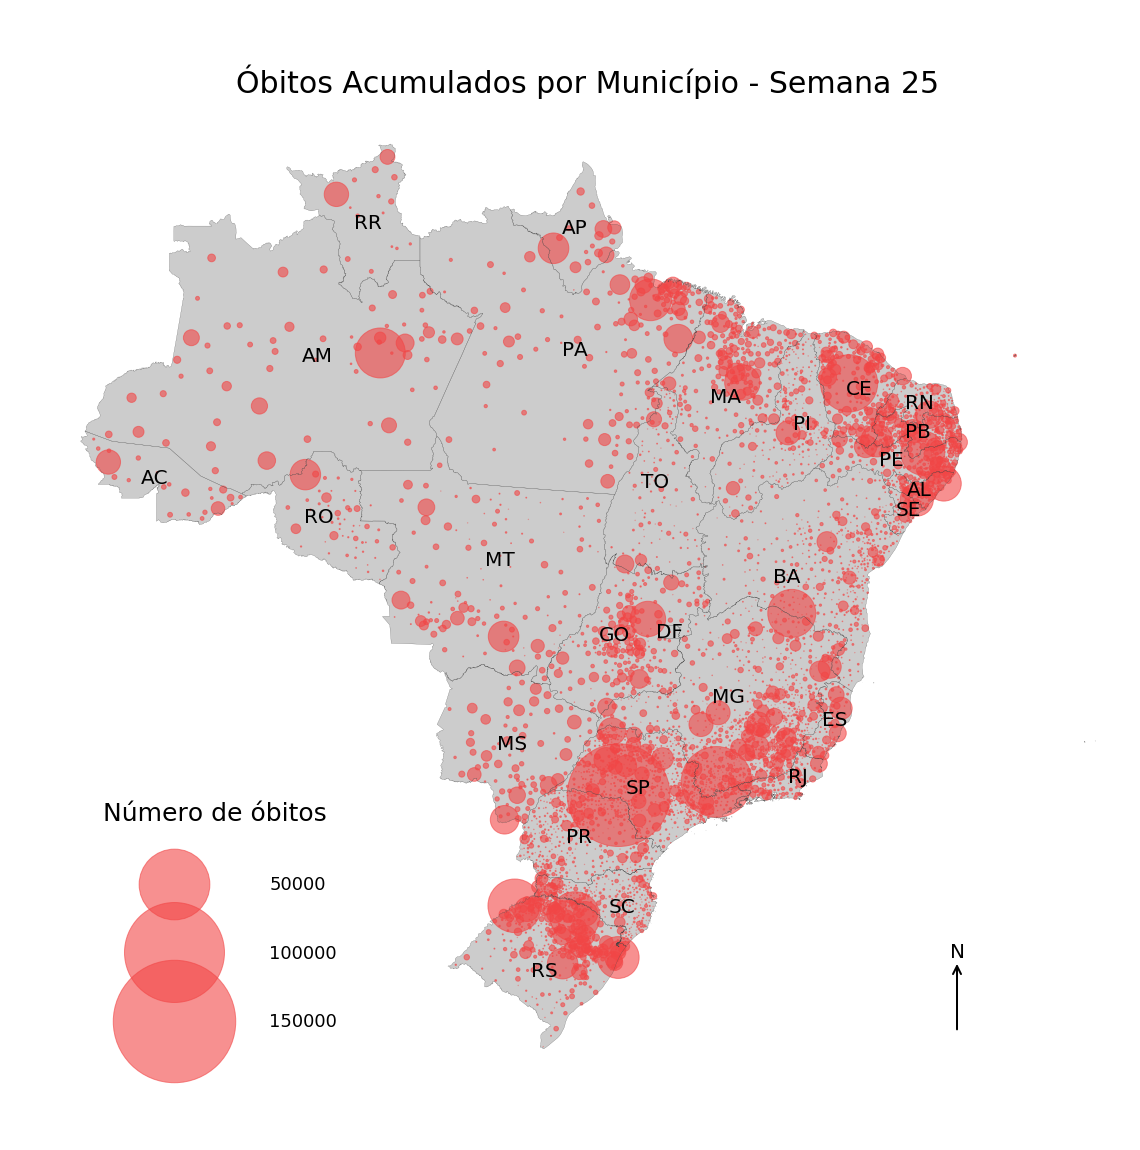 Óbitos Acumulados por Município - Semana 25
RR
AP
AM
PA
MA
CE
RN
PI
PB
PE
AC
TO
AL
RO
SE
MT
BA
GO
DF
MG
ES
MS
RJ
SP
PR
SC
RS
Número de óbitos
50000
100000
150000
N